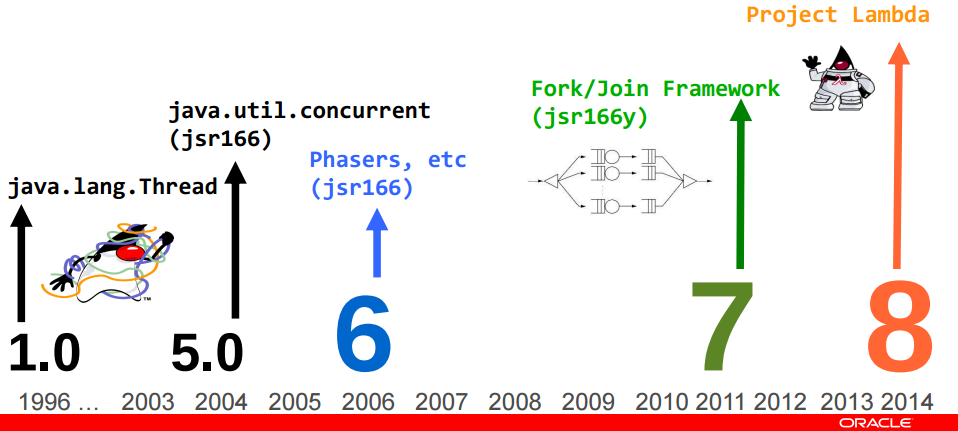 Project Lambda
Fork/Join Framework
(jsr166y)
java.util.concurrent
(jsr166)
Phasers, etc
(jsr166)
java.lang.Thread
TM
1.0 5.0 6 7 8
1996 ... 2003 2004 2005 2006 2007 2008 2009 2010 2011 2012 2013 2014
ORACLE